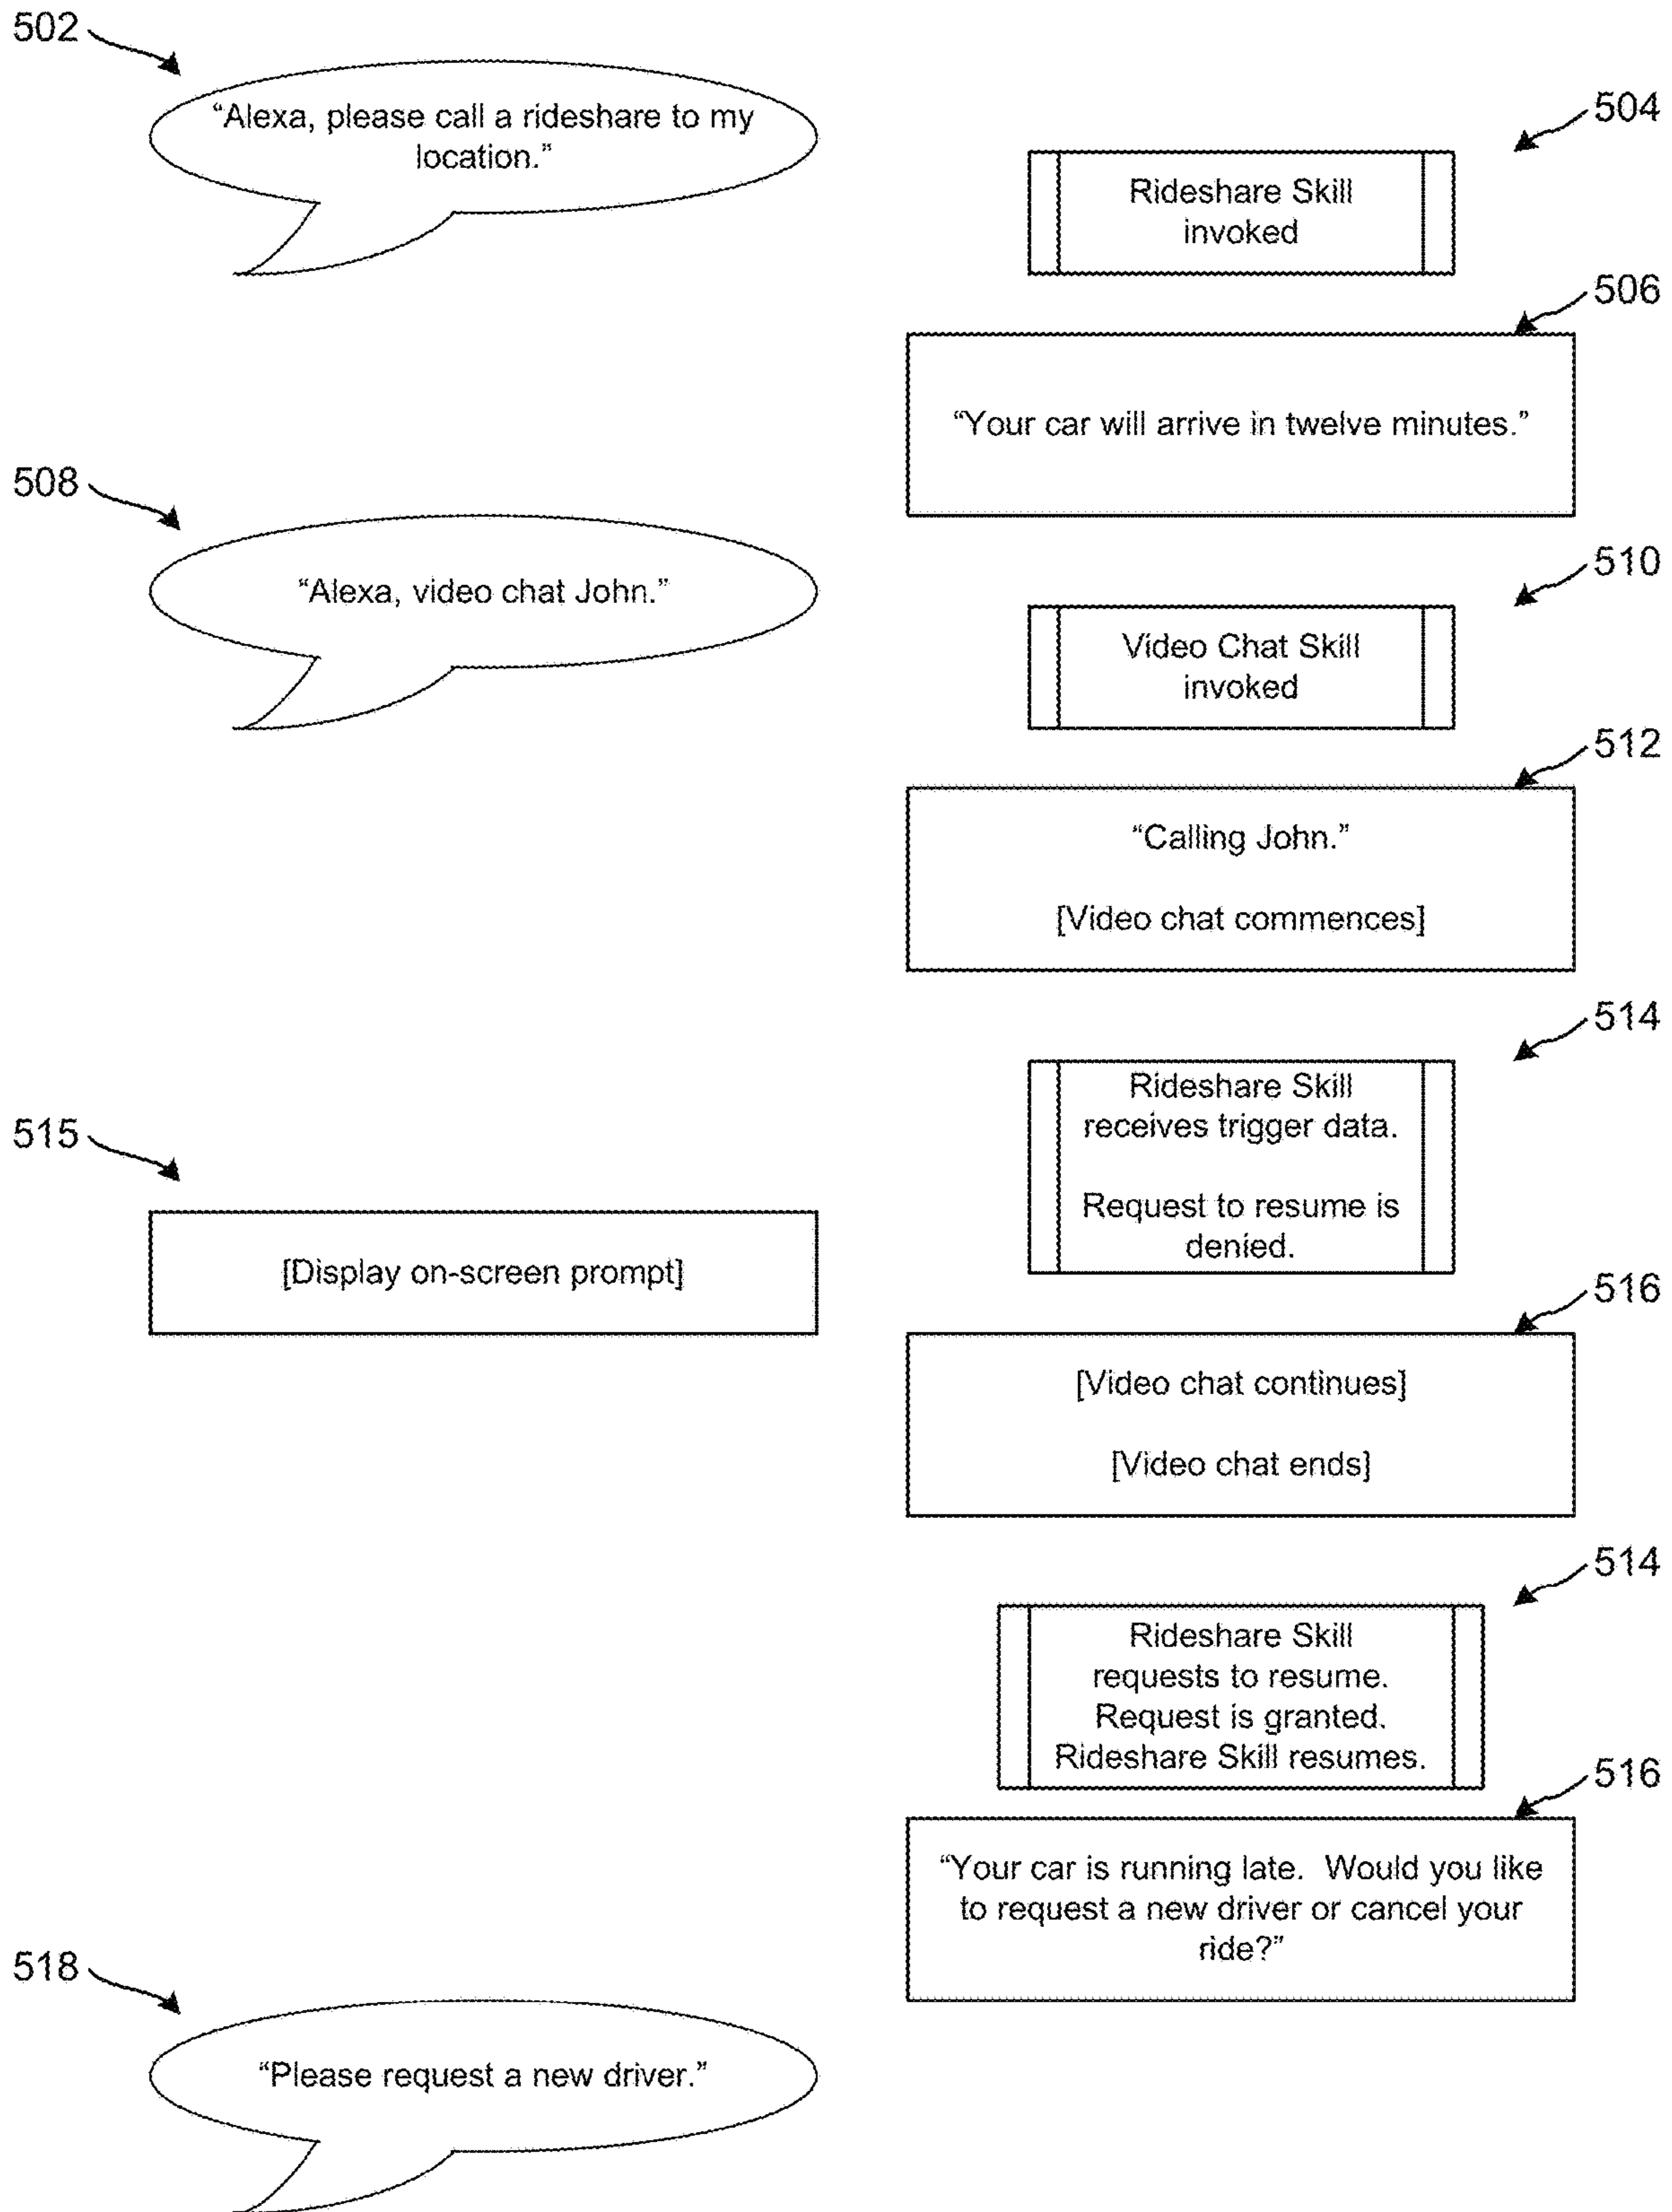 502
“Alexa, please call a rideshare to my
location.”
504
Rideshare Skill
invoked
506
“Your car will arrive in twelve minutes.”
508
“Alexa, video chat John.”
510
Video Chat Skill
invoked
512
“Calling John.”
[Video chat commences]
514
Rideshare Skill
receives trigger data.
Request to resume is
denied.
515
[Display on-screen prompt]
516
[Video chat continues]
[Video chat ends]
514
Rideshare Skill
requests to resume.
Request is granted.
Rideshare Skill resumes.
516
“Your car is running late.  Would you like
to request a new driver or cancel your
ride?”
518
“Please request a new driver.”